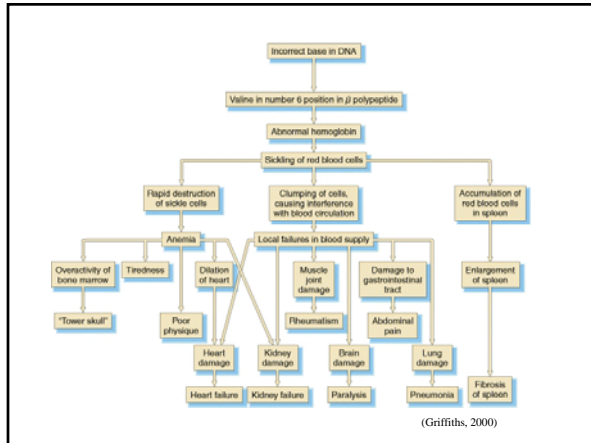 Incorrect base in DNA
Valine in number 6 position in β polypeptide
Abnormal hemoglobin
Sickling of red blood cells
Rapid destruction
of sickle cells
Clumping of cells,
causing interference
with blood circulation
Accumulation of
red blood cells
in spleen
Anemia
Local failures in blood supply
Overactivity of
bone marrow
Tiredness
Dilation
of heart
Muscle
joint
damage
Damage to
gastrointestinal
tract
Enlargement
of spleen
"Tower skull"
Poor
physique
Rheumatism
Abdominal
pain
Heart
damage
Kidney
damage
Brain
damage
Lung
damage
Heart failure
Kidney failure
Paralysis
Pneumonia
Fibrosis
of spleen
(Griffiths, 2000)